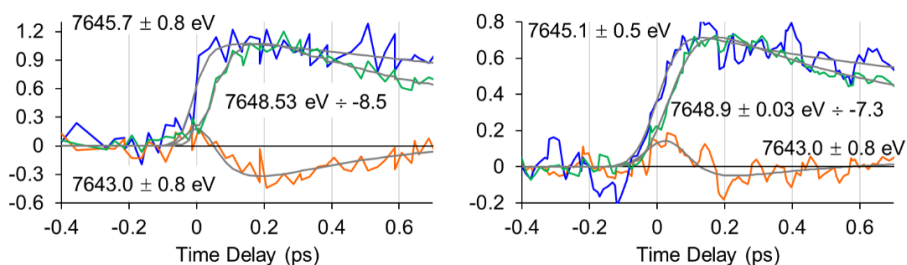 7645.7 ± 0.8 eV
1.2
0.9
0.6
0.3
0
-0.3
-0.6
7648.53 eV ÷ -8.5
7643.0 ± 0.8 eV
-0.4 -0.2 0 0.2 0.4 0.6
Time Delay (ps)
0.8
7645.1 ± 0.5 eV
0.6
0.4
0.2
0
-0.2
7648.9 ± 0.03 eV ÷ -7.3
7643.0 ± 0.8 eV
-0.4 -0.2 0 0.2 0.4 0.6
Time Delay (ps)